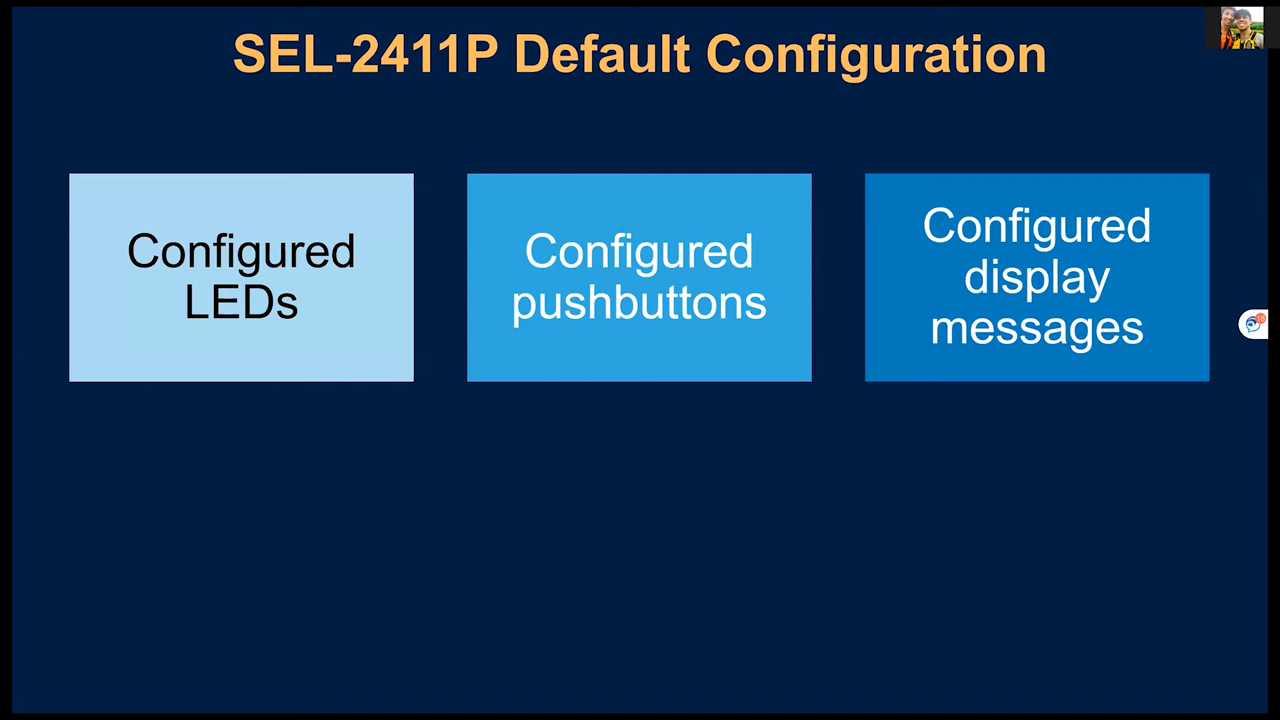 SEL-2411P Default Configuration
Configured
LEDs
Configured
pushbuttons
Configured
display
messages